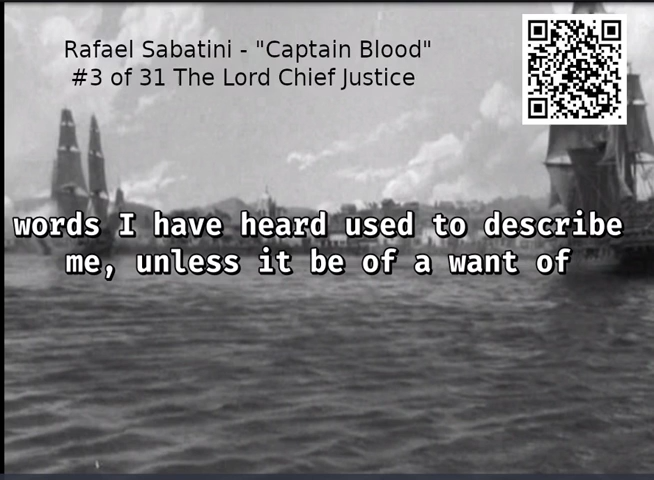 Rafael Sabatini - "Captain Blood"
#3 of 31 The Lord Chief Justice
words I have heard used to describe
me, unless it be of a want of